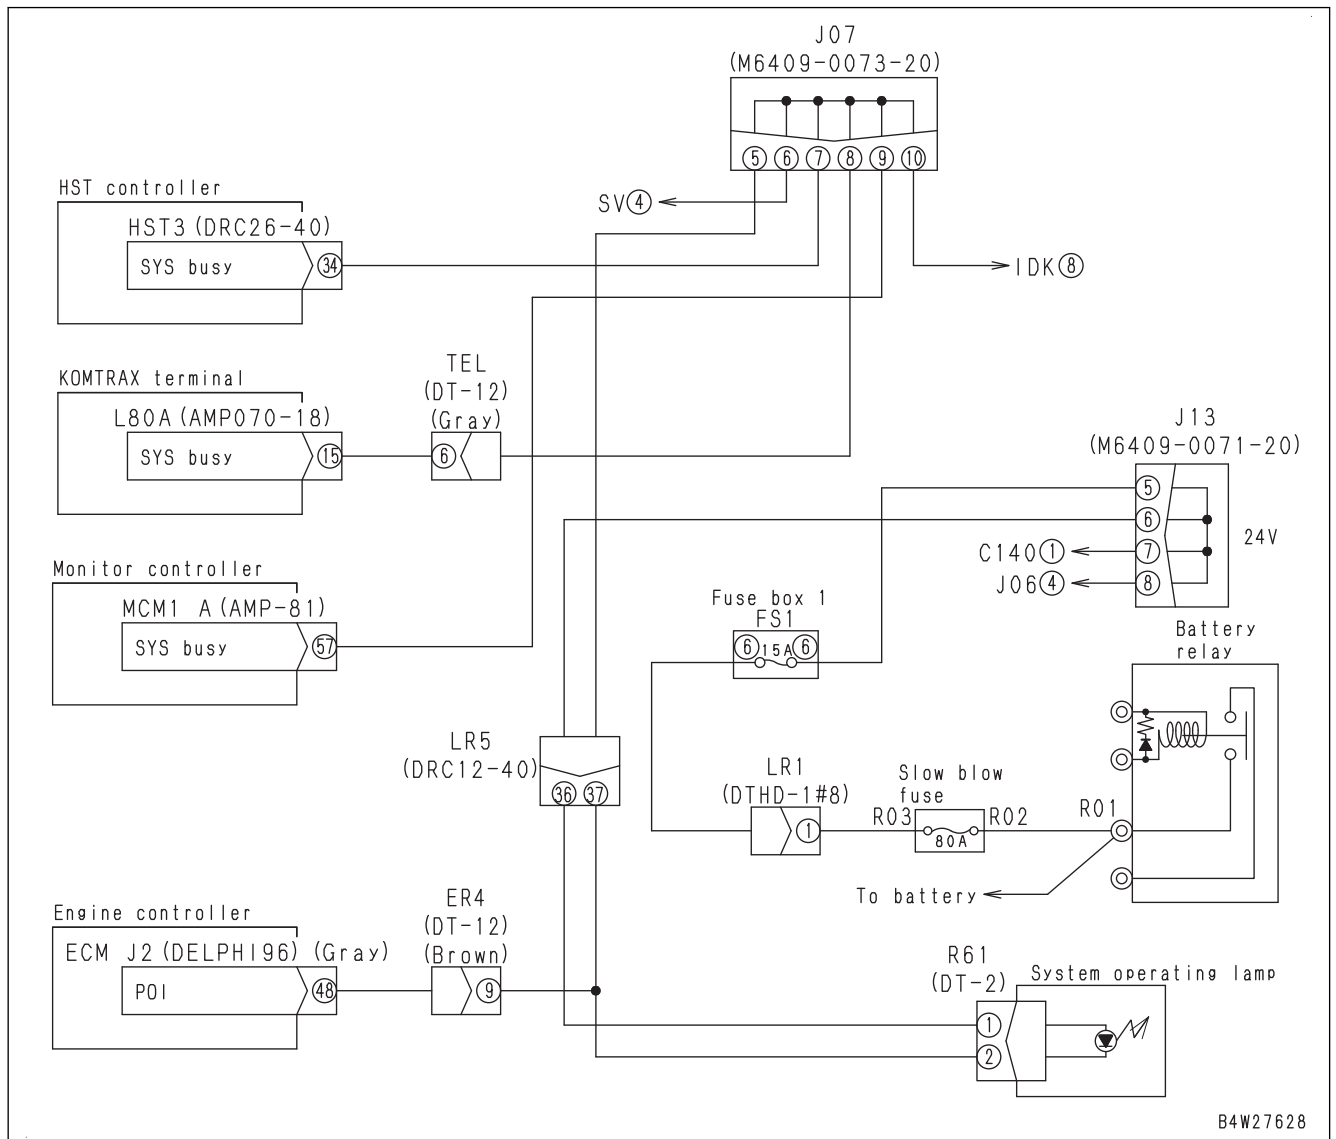 J07
(M6409-0073-20)
5 6 7 8 9 10
SV 4
IDK 8
HST controller
HST3 (DRC26-40)
SYS busy 34
KOMTRAX terminal
L80A (AMP070-18)
SYS busy 15
TEL
(DT-12)
(Gray)
6
J13
(M6409-0071-20)
5
6
C140 1 7
J06 4 8
24V
Monitor controller
MCM1 A (AMP-81)
SYS busy 57
Fuse box 1
FS1
6 15A 6
Battery
relay
LR5
(DRC12-40)
36 37
LR1
(DTHD-1#8)
1
Slow blow
fuse
R03 R02
80A
R01
To battery
Engine controller
ECM J2 (DELPHI96) (Gray)
POI 48
ER4
(DT-12)
(Brown)
9
R61
(DT-2)
1
2
System operating lamp
B4W27628